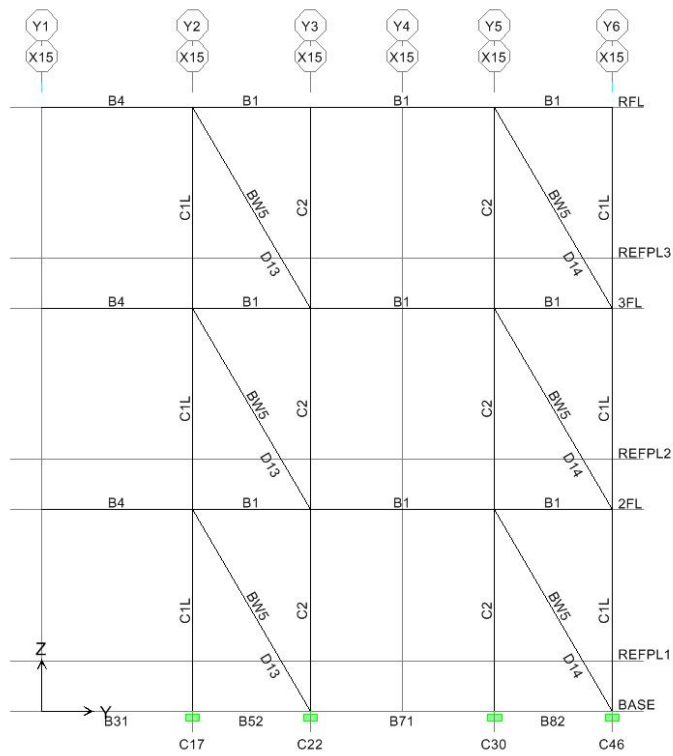 Y1 Y2 Y3 Y4 Y5 Y6
X15 X15 X15 X15 X15 X15
B4 B1 B1 B1 RFL
C1L BW5 C2 C2 BW5 C1L
D13 D14 REFPL3
B4 B1 B1 B1 3FL
C1L BW5 C2 C2 BW5 C1L
D13 D14 REFPL2
B4 B1 B1 B1 2FL
C1L BW5 C2 C2 BW5 C1L
Z D13 D14 REFPL1
Y BASE
B31 B52 B71 B82
C17 C22 C30 C46